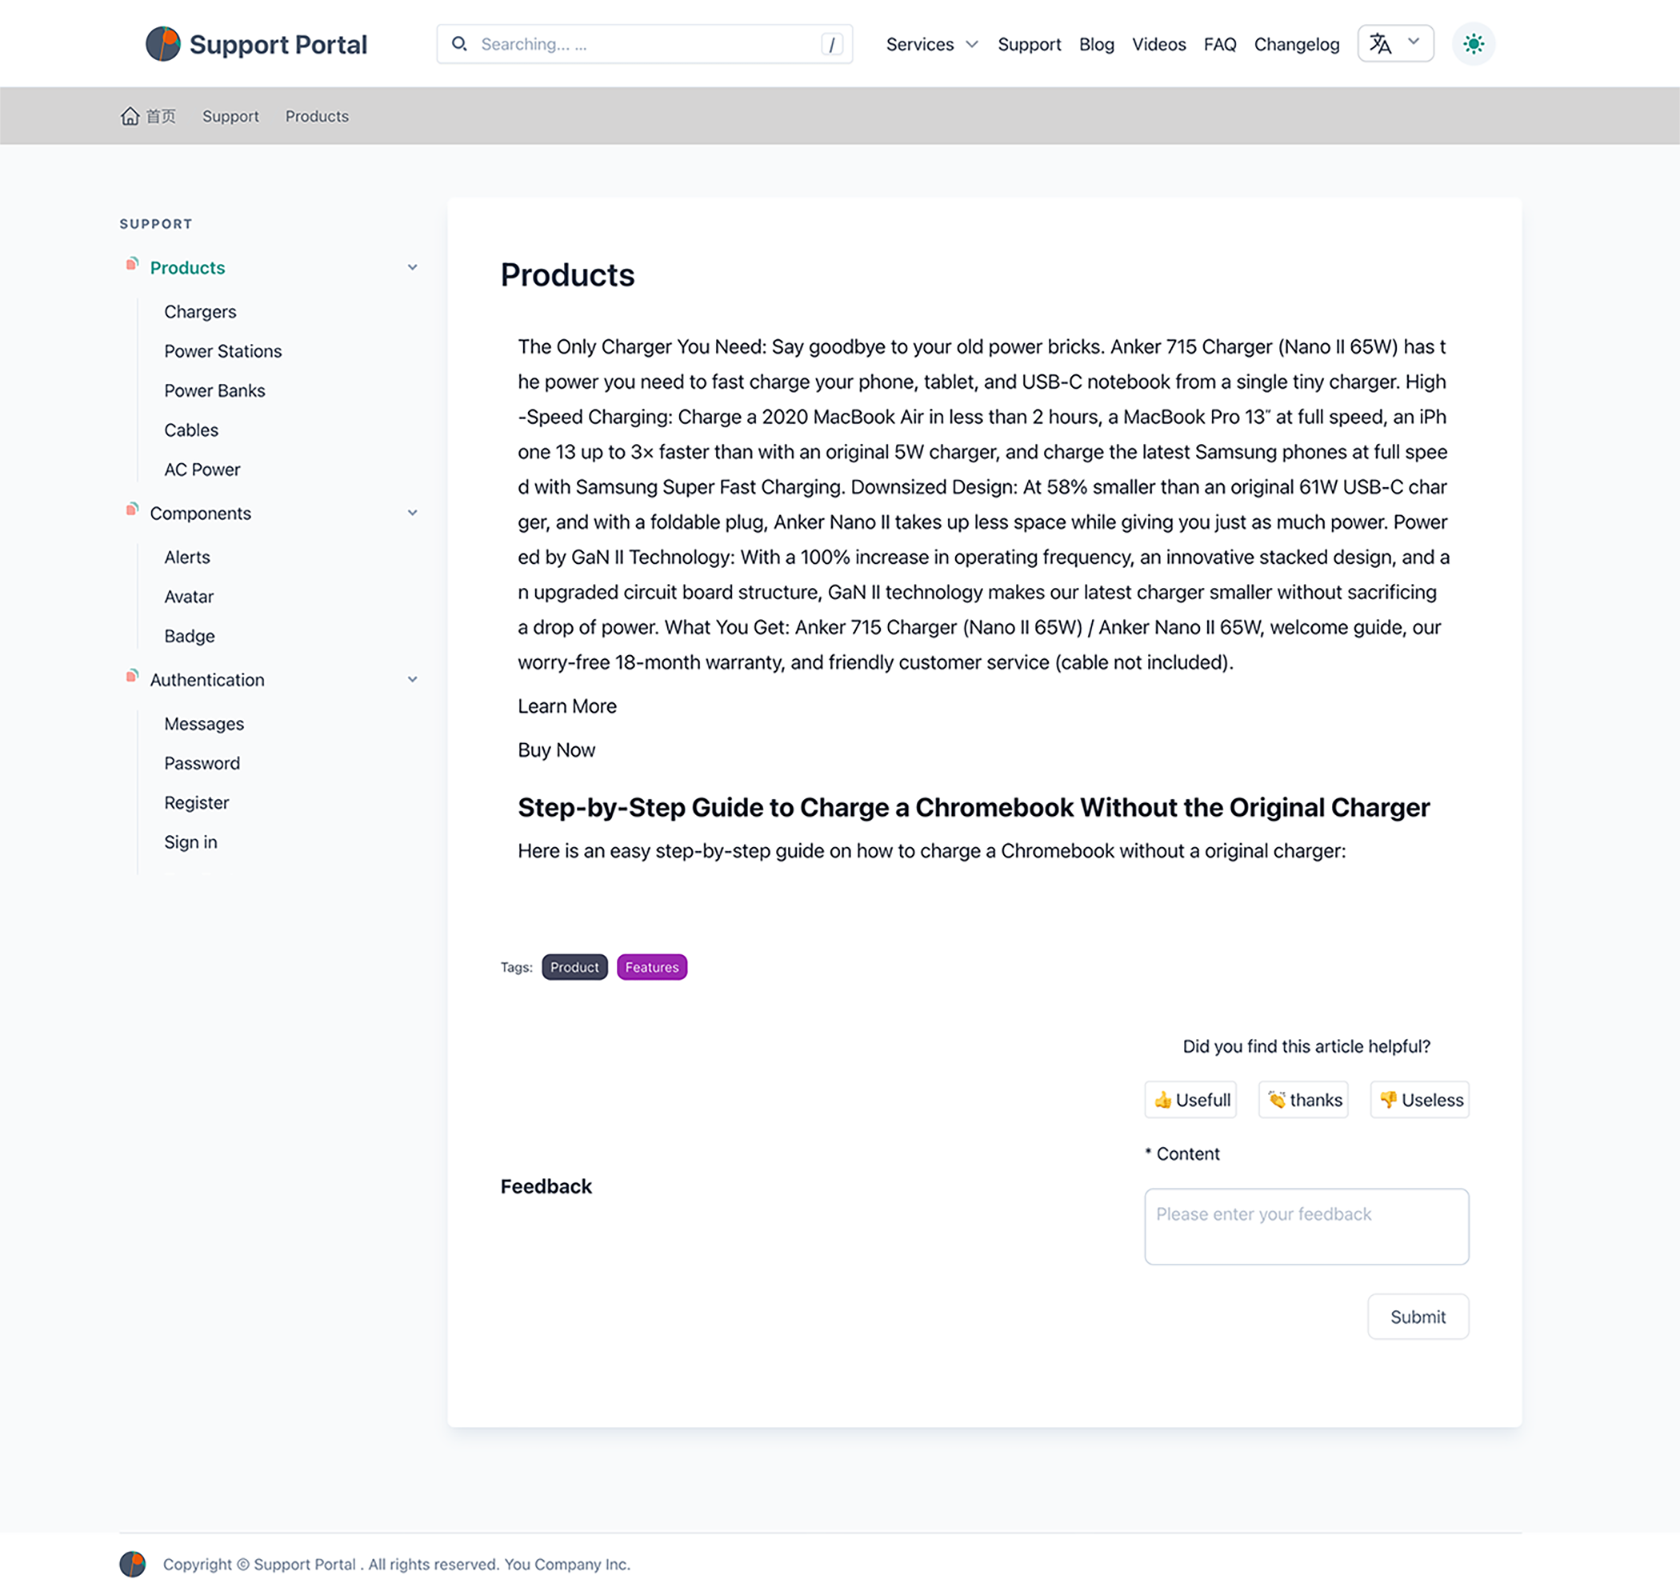 Support Portal
Searching... ...
/
Services
Support
Blog
Videos
FAQ
Changelog
首页
Support
Products
SUPPORT
Products
Chargers
Power Stations
Power Banks
Cables
AC Power
Components
Alerts
Avatar
Badge
Authentication
Messages
Password
Register
Sign in
Products
The Only Charger You Need: Say goodbye to your old power bricks. Anker 715 Charger (Nano II 65W) has t
he power you need to fast charge your phone, tablet, and USB-C notebook from a single tiny charger. High
-Speed Charging: Charge a 2020 MacBook Air in less than 2 hours, a MacBook Pro 13″ at full speed, an iPh
one 13 up to 3× faster than with an original 5W charger, and charge the latest Samsung phones at full spee
d with Samsung Super Fast Charging. Downsized Design: At 58% smaller than an original 61W USB-C char
ger, and with a foldable plug, Anker Nano II takes up less space while giving you just as much power. Power
ed by GaN II Technology: With a 100% increase in operating frequency, an innovative stacked design, and a
n upgraded circuit board structure, GaN II technology makes our latest charger smaller without sacrificing
a drop of power. What You Get: Anker 715 Charger (Nano II 65W) / Anker Nano II 65W, welcome guide, our
worry-free 18-month warranty, and friendly customer service (cable not included).
Learn More
Buy Now
Step-by-Step Guide to Charge a Chromebook Without the Original Charger
Here is an easy step-by-step guide on how to charge a Chromebook without a original charger:
Tags: Product Features
Did you find this article helpful?
👍 Usefull
👏 thanks
👎 Useless
* Content
Feedback
Please enter your feedback
Submit
Copyright © Support Portal . All rights reserved. You Company Inc.